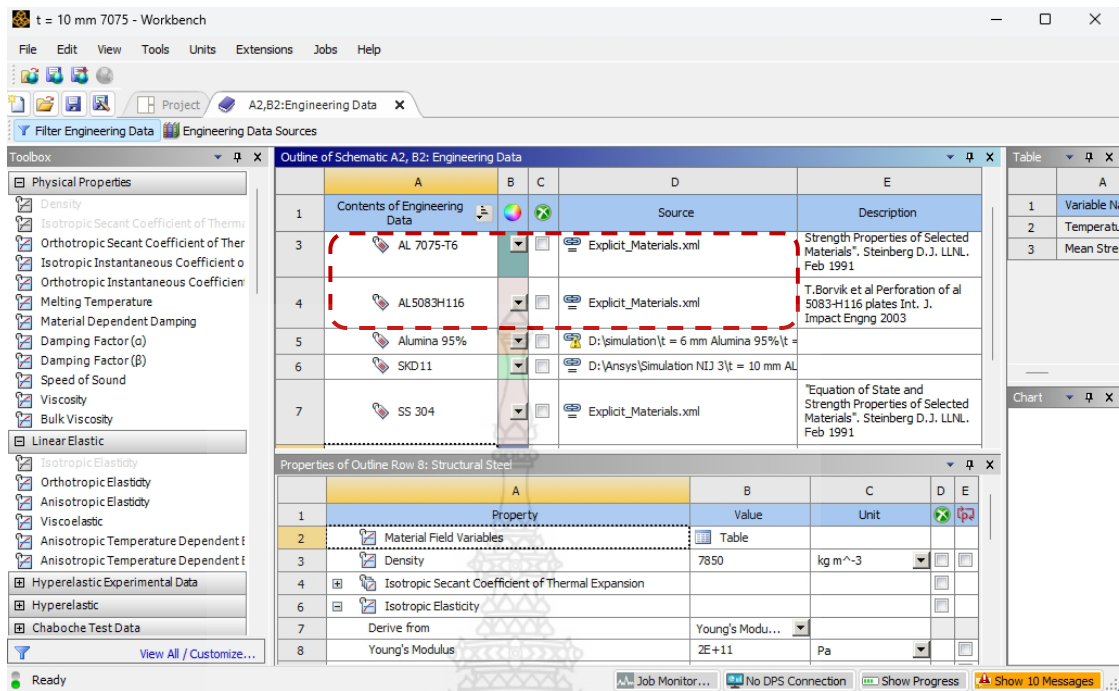 t = 10 mm 7075 - Workbench
File Edit View Tools Units Extensions Jobs Help
Project A2,B2:Engineering Data
Filter Engineering Data Engineering Data Sources
Toolbox
Physical Properties
Density
Isotropic Secant Coefficient of Therma
Orthotropic Secant Coefficient of Ther
Isotropic Instantaneous Coefficient o
Orthotropic Instantaneous Coefficien
Melting Temperature
Material Dependent Damping
Damping Factor (α)
Damping Factor (β)
Speed of Sound
Viscosity
Bulk Viscosity
Linear Elastic
Isotropic Elasticity
Orthotropic Elasticity
Anisotropic Elasticity
Viscoelastic
Anisotropic Temperature Dependent E
Anisotropic Temperature Dependent E
Hyperelastic Experimental Data
Hyperelastic
Chaboche Test Data
View All / Customize...
Outline of Schematic A2, B2: Engineering Data
A B C D E
1 Contents of Engineering Data Source Description
3 AL 7075-T6 Explicit_Materials.xml
Strength Properties of Selected
Materials". Steinberg D.J. LLNL.
Feb 1991
4 AL5083H116 Explicit_Materials.xml
T.Borvik et al Perforation of al
5083-H116 plates Int. J.
Impact Engng 2003
5 Alumina 95% D:\simulation\t = 6 mm Alumina 95%\t =
6 SKD11 D:\Ansys\Simulation NIJ 3\t = 10 mm AL
7 SS 304 Explicit_Materials.xml
"Equation of State and
Strength Properties of Selected
Materials". Steinberg D.J. LLNL.
Feb 1991
Properties of Outline Row 8: Structural Steel
A B C D E
1 Property Value Unit
2 Material Field Variables Table
3 Density 7850 kg m^-3
4 Isotropic Secant Coefficient of Thermal Expansion
6 Isotropic Elasticity
7 Derive from Young's Modu...
8 Young's Modulus 2E+11 Pa
Table
A
1 Variable Na
2 Temperatu
3 Mean Stre
Chart
Ready
Job Monitor... No DPS Connection Show Progress Show 10 Messages